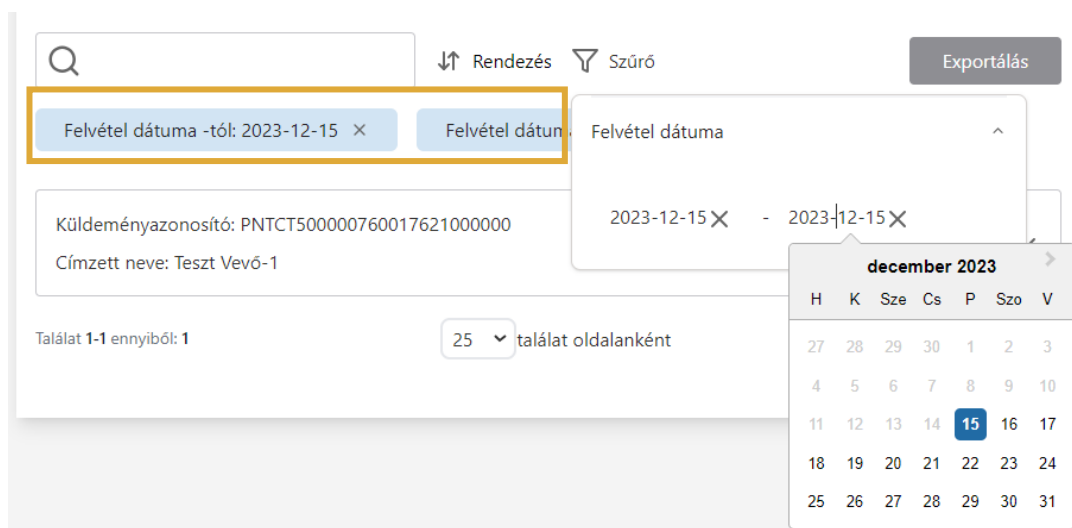 Rendezés Szűrő Exportálás
Felvétel dátuma -tól: 2023-12-15 × Felvétel dátum
Felvétel dátuma
2023-12-15 × - 2023-12-15 ×
Küldeményazonosító: PNTCT500000760017621000000
Címzett neve: Teszt Vevő-1
december 2023
H K Sze Cs P Szo V
27 28 29 30 1 2 3
4 5 6 7 8 9 10
11 12 13 14 15 16 17
18 19 20 21 22 23 24
25 26 27 28 29 30 31
Találat 1-1 ennyiből: 1
25 találat oldalanként